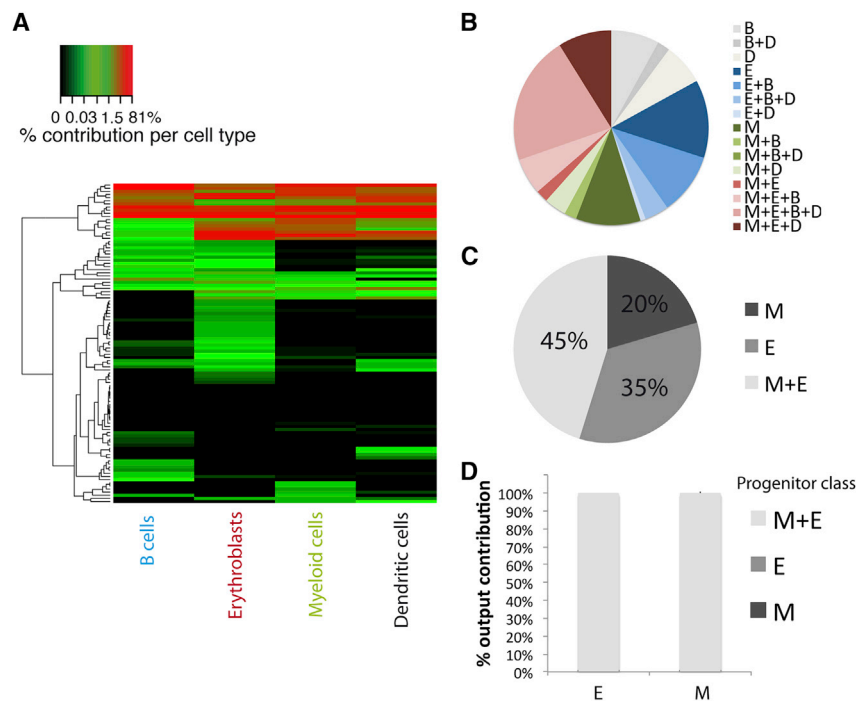 A
0 0.03 1.5 81%
% contribution per cell type
B cells
Erythroblasts
Myeloid cells
Dendritic cells
B
B
B+D
D
E
E+B
E+B+D
E+D
M
M+B
M+B+D
M+D
M+E
M+E+B
M+E+B+D
M+E+D
C
20%
45%
35%
M
E
M+E
D
% output contribution
100%
90%
80%
70%
60%
50%
40%
30%
20%
10%
0%
E M
Progenitor class
M+E
E
M